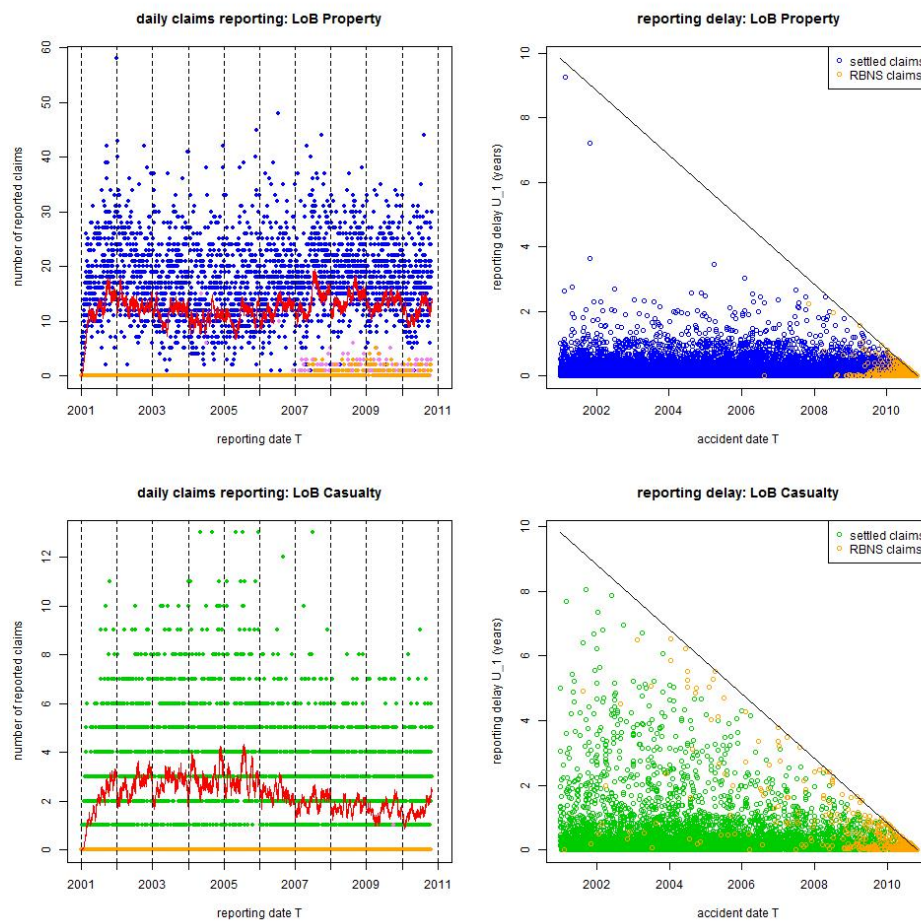 daily claims reporting: LoB Property
number of reported claims
60
50
40
30
20
10
0
2001 2003 2005 2007 2009 2011
reporting date T
reporting delay: LoB Property
settled claims
RBNS claims
reporting delay U_1 (years)
10
8
6
4
2
0
2002 2004 2006 2008 2010
accident date T
daily claims reporting: LoB Casualty
number of reported claims
12
10
8
6
4
2
0
2001 2003 2005 2007 2009 2011
reporting date T
reporting delay: LoB Casualty
settled claims
RBNS claims
reporting delay U_1 (years)
10
8
6
4
2
0
2002 2004 2006 2008 2010
accident date T